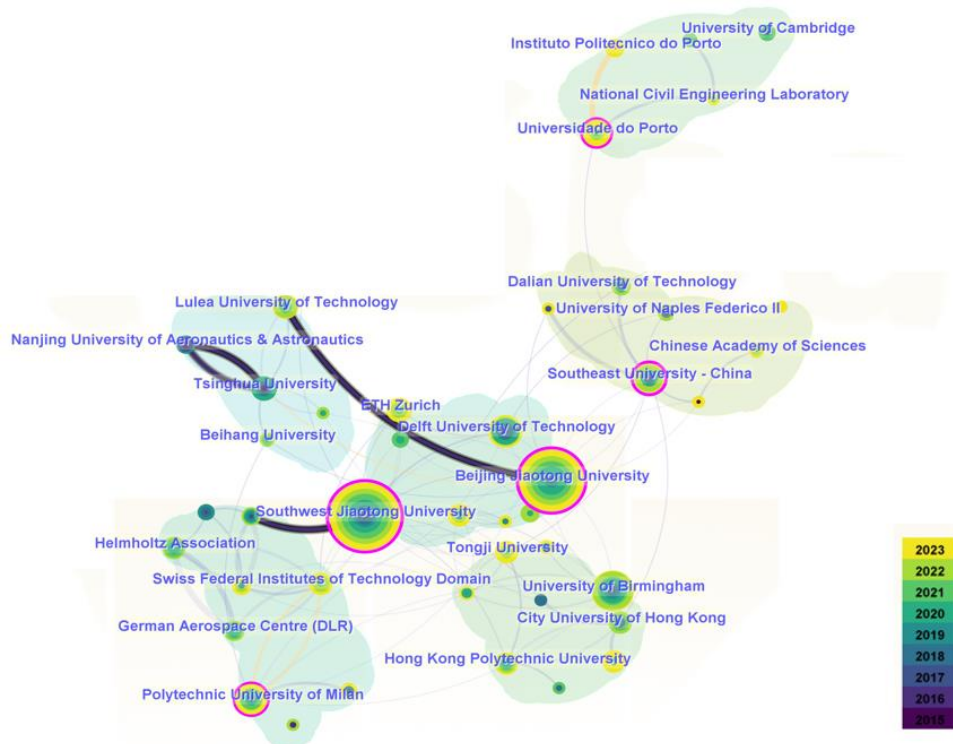 University of Cambridge
Instituto Politecnico do Porto
National Civil Engineering Laboratory
Universidade do Porto
Dalian University of Technology
Lulea University of Technology
University of Naples Federico II
Nanjing University of Aeronautics & Astronautics
Chinese Academy of Sciences
Southeast University - China
Tsinghua University
ETH Zurich
Delft University of Technology
Beihang University
Beijing Jiaotong University
Southwest Jiaotong University
Helmholtz Association
Tongji University
Swiss Federal Institutes of Technology Domain
University of Birmingham
City University of Hong Kong
German Aerospace Centre (DLR)
Hong Kong Polytechnic University
Polytechnic University of Milan
2023
2022
2021
2020
2019
2018
2017
2016
2015